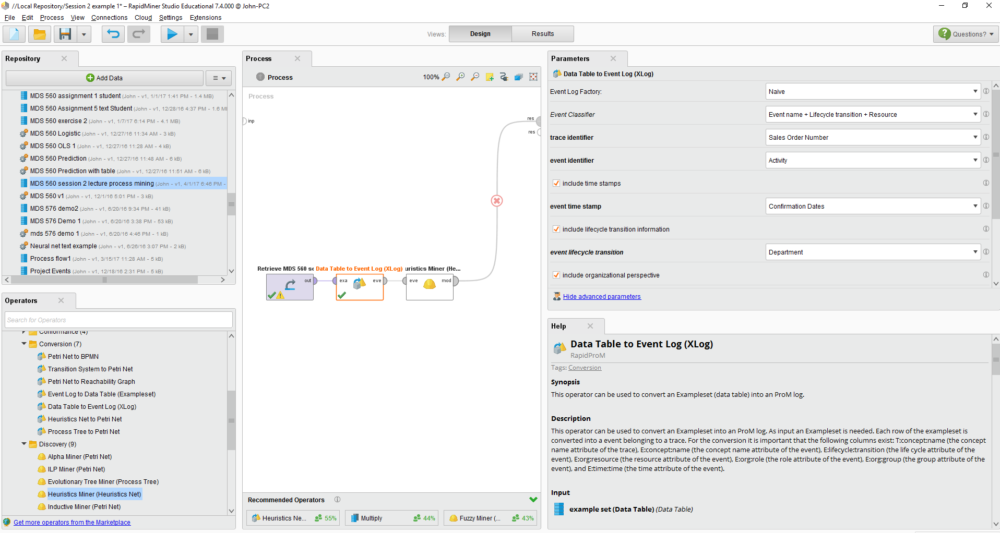 //Local Repository/Session 2 example 1* – RapidMiner Studio Educational 7.4.000 @ John-PC2
File Edit Process View Connections Cloud Settings Extensions
Views: Design Results
Questions?
Repository
Add Data
MDS 560 assignment 1 student (John - v1, 1/1/17 1:41 PM - 1.4 MB)
MDS 560 Assignment 5 text Student (John - v1, 12/28/16 4:37 PM - 1.6 M
MDS 560 exercise 2 (John - v1, 1/7/17 6:14 PM - 4.1 MB)
MDS 560 Logistic (John - v1, 12/27/16 11:34 AM - 3 kB)
MDS 560 OLS 1 (John - v1, 12/27/16 11:28 AM - 4 kB)
MDS 560 Prediction (John - v1, 12/27/16 11:48 AM - 6 kB)
MDS 560 Prediction with table (John - v1, 12/27/16 11:51 AM - 6 kB)
MDS 560 session 2 lecture process mining (John - v1, 4/1/17 6:46 PM -
MDS 560 v1 (John - v1, 12/1/16 5:01 PM - 3 kB)
MDS 576 demo2 (John - v1, 6/20/16 9:34 PM - 41 kB)
MDS 576 Demo 1 (John - v1, 6/20/16 3:38 PM - 53 kB)
mds 576 demo 1 (John - v1, 6/20/16 4:46 PM - 1 kB)
Neural net text example (John - v1, 6/26/16 3:07 PM - 2 kB)
Process flow1 (John - v1, 3/15/17 11:28 AM - 5 kB)
Project Events (John - v1, 12/18/16 2:31 PM - 5 kB)
Operators
Search for Operators
Conformance (4)
Conversion (7)
Petri Net to BPMN
Transition System to Petri Net
Petri Net to Reachability Graph
Event Log to Data Table (Exampleset)
Data Table to Event Log (XLog)
Heuristics Net to Petri Net
Process Tree to Petri Net
Discovery (9)
Alpha Miner (Petri Net)
ILP Miner (Petri Net)
Evolutionary Tree Miner (Process Tree)
Heuristics Miner (Heuristics Net)
Inductive Miner (Petri Net)
Get more operators from the Marketplace
Process
Process
100%
Process
inp
res
res
Retrieve MDS 560 se Data Table to Event Log (XLog) uristics Miner (He...
out exa eve eve mod
Recommended Operators
Heuristics Ne... 55% Multiply 44% Fuzzy Miner (... 43%
Parameters
Data Table to Event Log (XLog)
Event Log Factory: Naive
Event Classifier Event name + Lifecycle transition + Resource
trace identifier Sales Order Number
event identifier Activity
include time stamps
event time stamp Confirmation Dates
include lifecycle transition information
event lifecycle transition Department
include organizational perspective
Hide advanced parameters
Help
Data Table to Event Log (XLog)
RapidProM
Tags: Conversion
Synopsis
This operator can be used to convert an Exampleset (data table) into an ProM log.
Description
This operator can be used to convert an Exampleset into an ProM log. As input an Exampleset is needed. Each row of the exampleset is
converted into a event belonging to a trace. For the conversion it is important that the following columns exist: T:concept:name (the concept
name attribute of the trace), E:concept:name (the concept name attribute of the event), E:lifecycle:transition (the life cycle attribute of the
event), E:org:resource (the resource attribute of the event), E:org:role (the role attribute of the event), E:org:group (the group attribute of the
event), and E:time:time (the time attribute of the event).
Input
example set (Data Table) (Data Table)